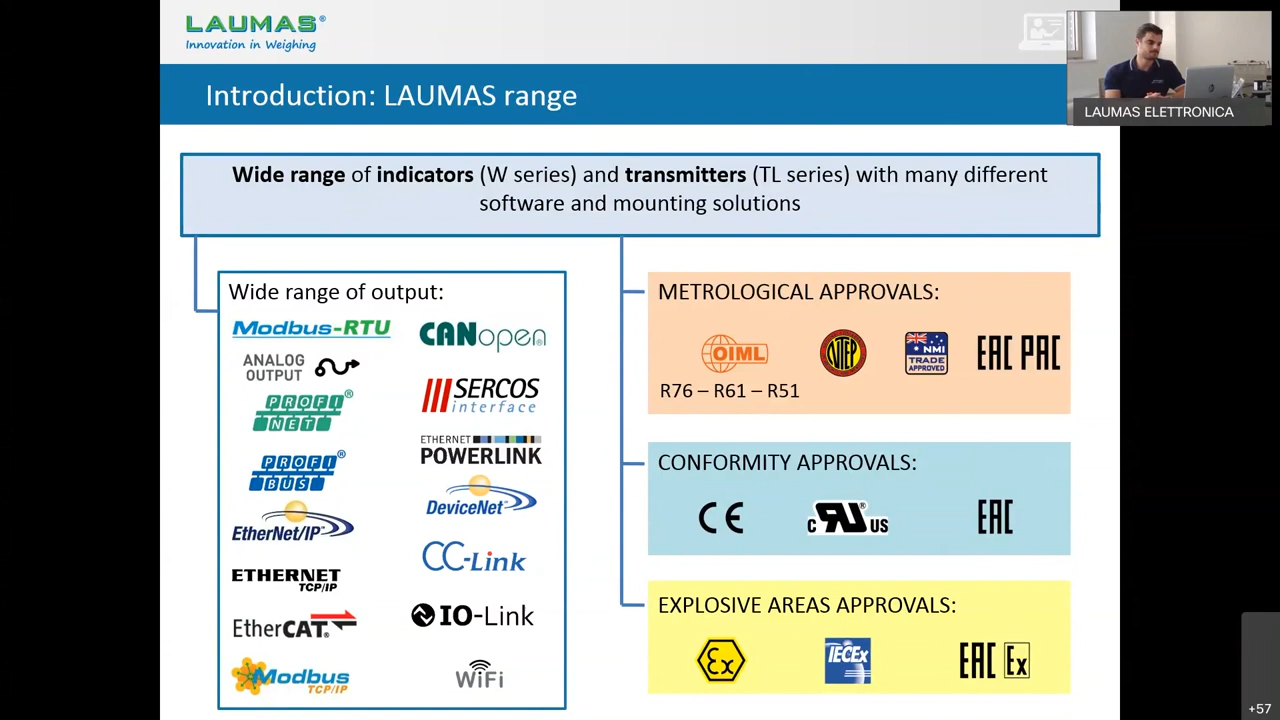 LAUMAS®
Innovation in Weighing
LAUMAS ELETTRONICA
Introduction: LAUMAS range
Wide range of indicators (W series) and transmitters (TL series) with many different
software and mounting solutions
Wide range of output:
Modbus-RTU
CANopen®
ANALOG
OUTPUT
SERCOS
interface
PROFI®
NET
ETHERNET
POWERLINK
PROFI®
BUS
DeviceNet™
EtherNet/IP™
CC-Link
ETHERNET
TCP/IP
IO-Link
EtherCAT®
Modbus
TCP/IP
WiFi
METROLOGICAL APPROVALS:
OIML
NTEP
NMI
TRADE
APPROVED
EAC PAC
R76 – R61 – R51
CONFORMITY APPROVALS:
CE
c RU® US
EAC
EXPLOSIVE AREAS APPROVALS:
Ex
IECEx
EAC Ex
+57